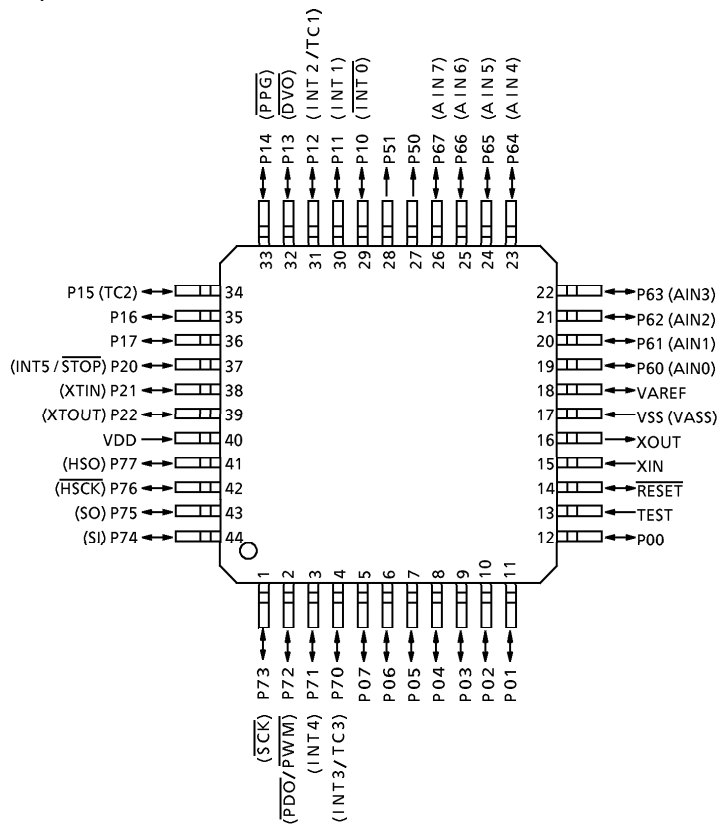 P14 (PPG)
P13 (DVO)
P12 (INT2/TC1)
P11 (INT1)
P10 (INT0)
P51
P50
P67 (AIN7)
P66 (AIN6)
P65 (AIN5)
P64 (AIN4)
33 32 31 30 29 28 27 26 25 24 23
P15 (TC2) 34
P16 35
P17 36
(INT5/STOP) P20 37
(XTIN) P21 38
(XTOUT) P22 39
VDD 40
(HSO) P77 41
(HSCK) P76 42
(SO) P75 43
(SI) P74 44
22 P63 (AIN3)
21 P62 (AIN2)
20 P61 (AIN1)
19 P60 (AIN0)
18 VAREF
17 VSS (VASS)
16 XOUT
15 XIN
14 RESET
13 TEST
12 P00
1 2 3 4 5 6 7 8 9 10 11
P73 (SCK)
P72 (PDO/PWM)
P71 (INT4)
P70 (INT3/TC3)
P07
P06
P05
P04
P03
P02
P01